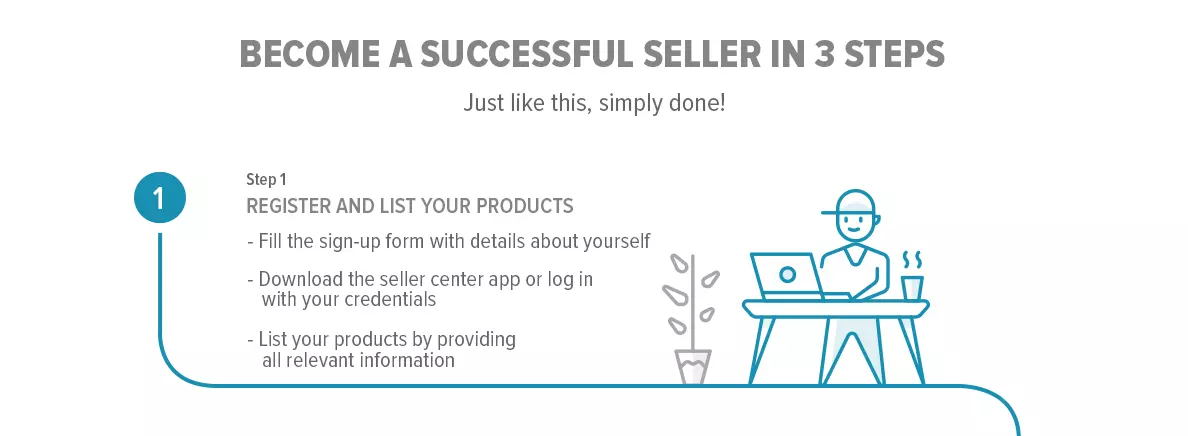 BECOME A SUCCESSFUL SELLER IN 3 STEPS
Just like this, simply done!
1
Step 1
REGISTER AND LIST YOUR PRODUCTS
- Fill the sign-up form with details about yourself
- Download the seller center app or log in
with your credentials
- List your products by providing
all relevant information